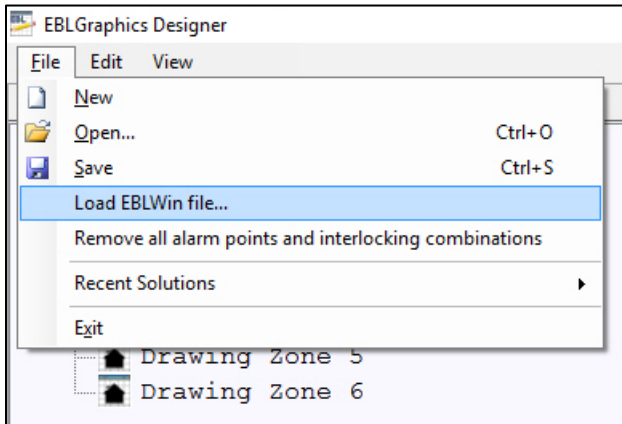 EBLGraphics Designer
File Edit View
New
Open... Ctrl+O
Save Ctrl+S
Load EBLWin file...
Remove all alarm points and interlocking combinations
Recent Solutions
Exit
Drawing Zone 5
Drawing Zone 6